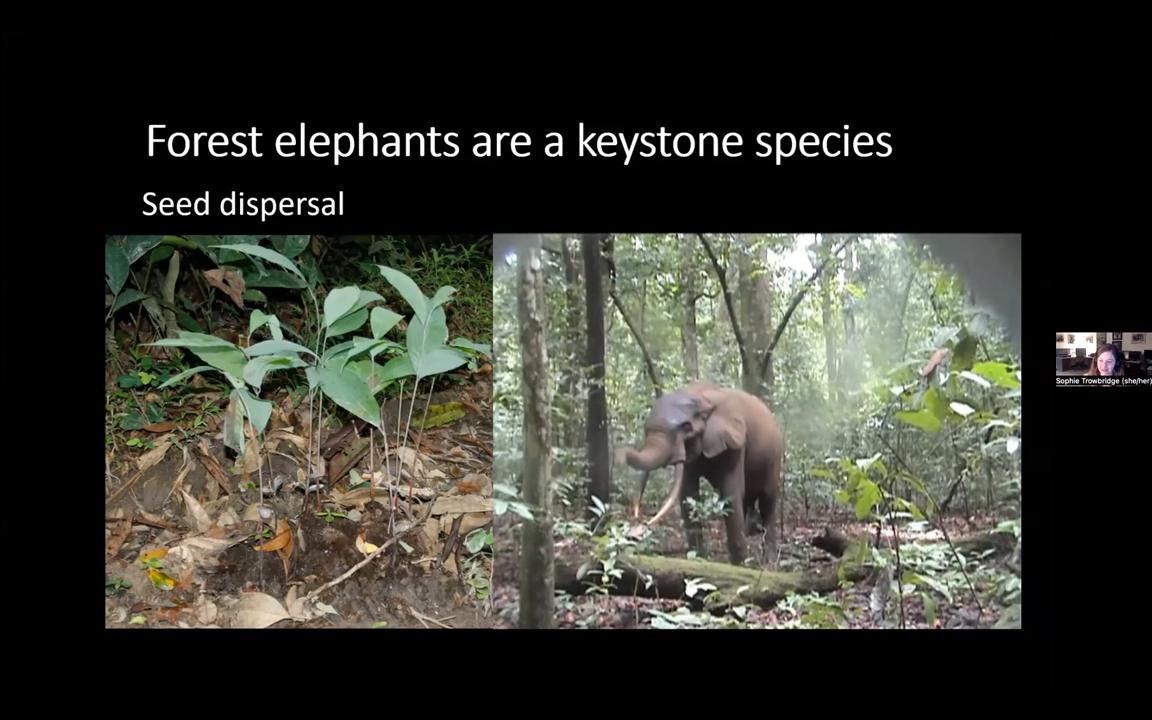 Forest elephants are a keystone species
Seed dispersal
Sophie Trowbridge (she/her)